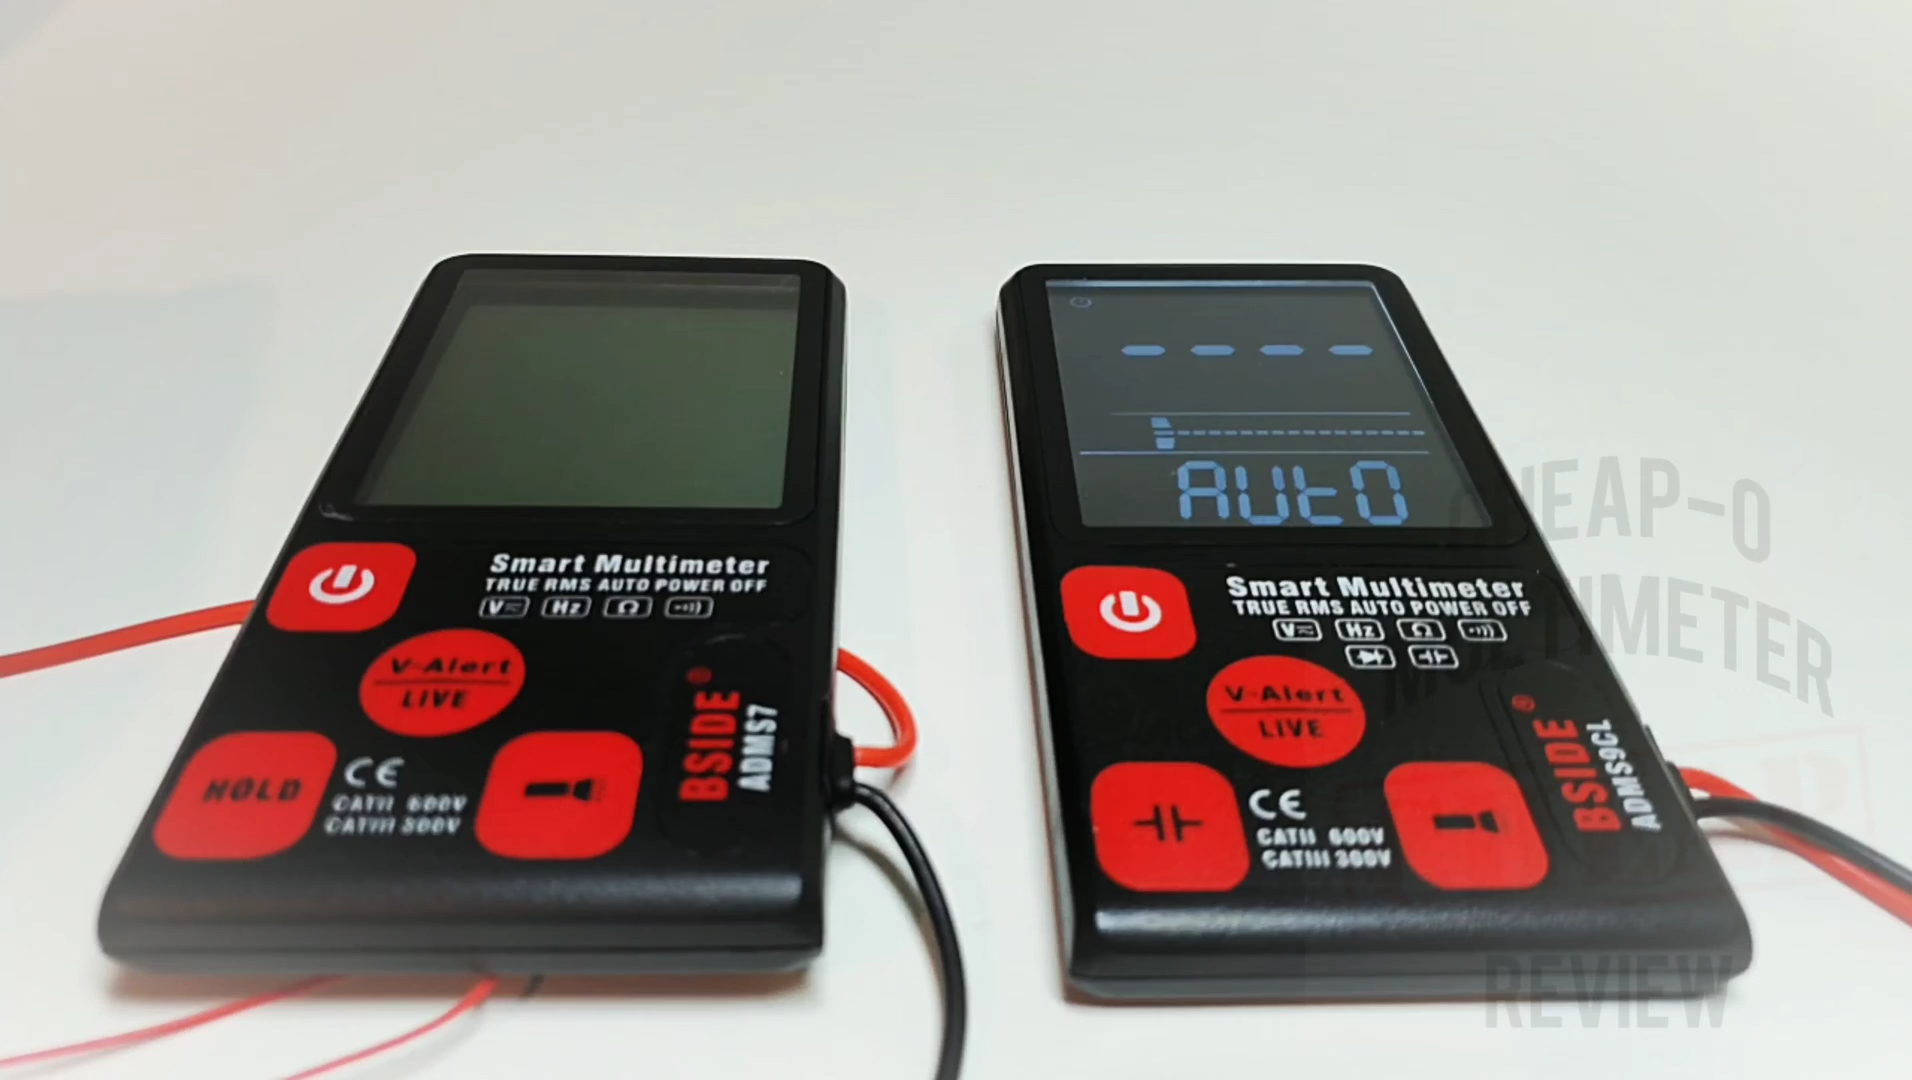 Smart Multimeter
TRUE RMS AUTO POWER OFF
V Hz Ω
V-Alert
LIVE
HOLD
CE
CATII 600V
CATIII 300V
BSIDE®
ADMS7
AUTO
Smart Multimeter
TRUE RMS AUTO POWER OFF
V Hz Ω
V-Alert
LIVE
CE
CATII 600V
CATIII 300V
BSIDE®
ADMS9CL
CHEAP-O
MULTIMETER
REVIEW